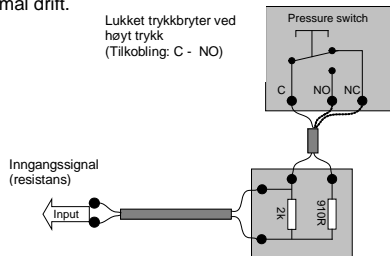 mal drift.
Lukket trykkbryter ved
høyt trykk
(Tilkobling: C - NO)
Pressure switch
C NO NC
Inngangssignal
(resistans)
Input
2k
910R